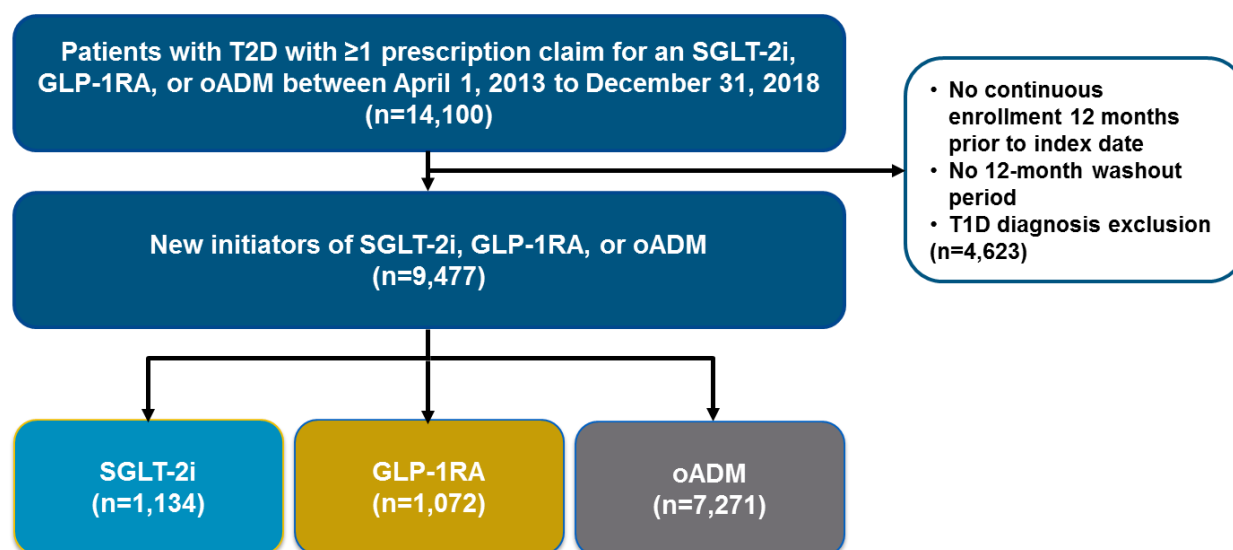 Patients with T2D with ≥1 prescription claim for an SGLT-2i,
GLP-1RA, or oADM between April 1, 2013 to December 31, 2018
(n=14,100)
• No continuous
enrollment 12 months
prior to index date
• No 12-month washout
period
• T1D diagnosis exclusion
(n=4,623)
New initiators of SGLT-2i, GLP-1RA, or oADM
(n=9,477)
SGLT-2i
(n=1,134)
GLP-1RA
(n=1,072)
oADM
(n=7,271)